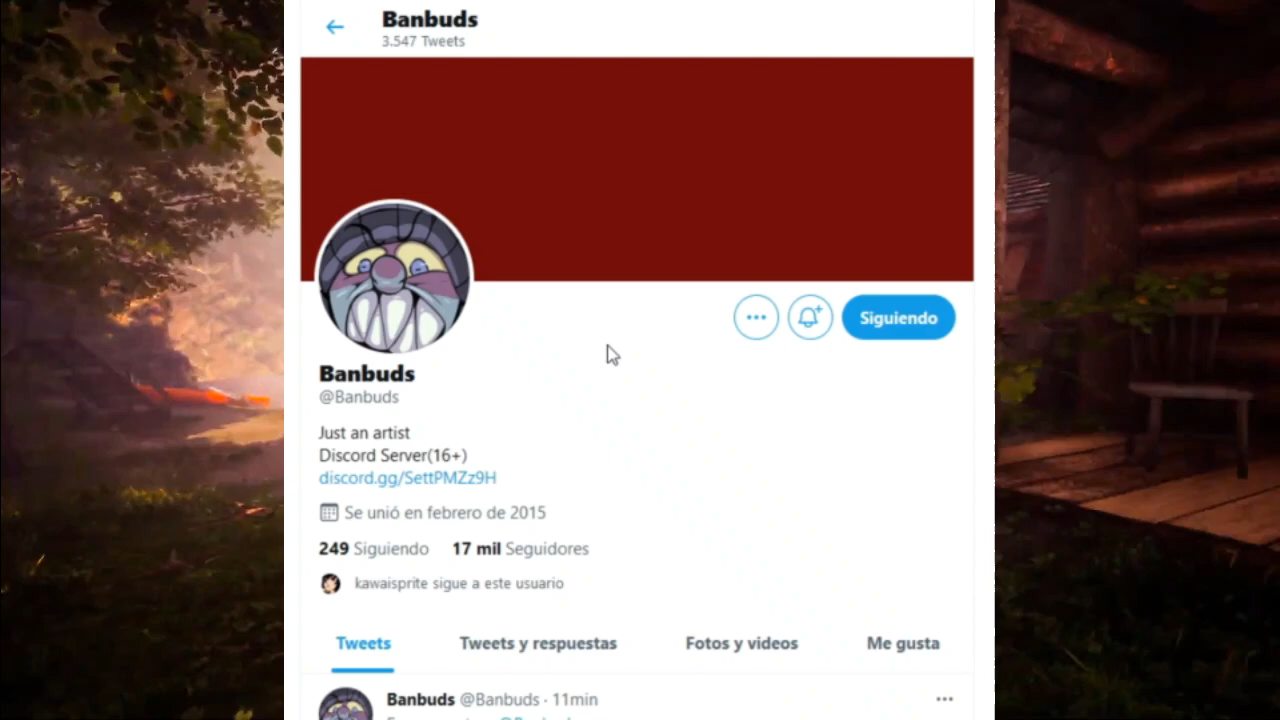 Banbuds
3.547 Tweets
Siguiendo
Banbuds
@Banbuds
Just an artist
Discord Server(16+)
discord.gg/SettPMZz9H
Se unió en febrero de 2015
249 Siguiendo 17 mil Seguidores
kawaisprite sigue a este usuario
Tweets Tweets y respuestas Fotos y videos Me gusta
Banbuds @Banbuds · 11min